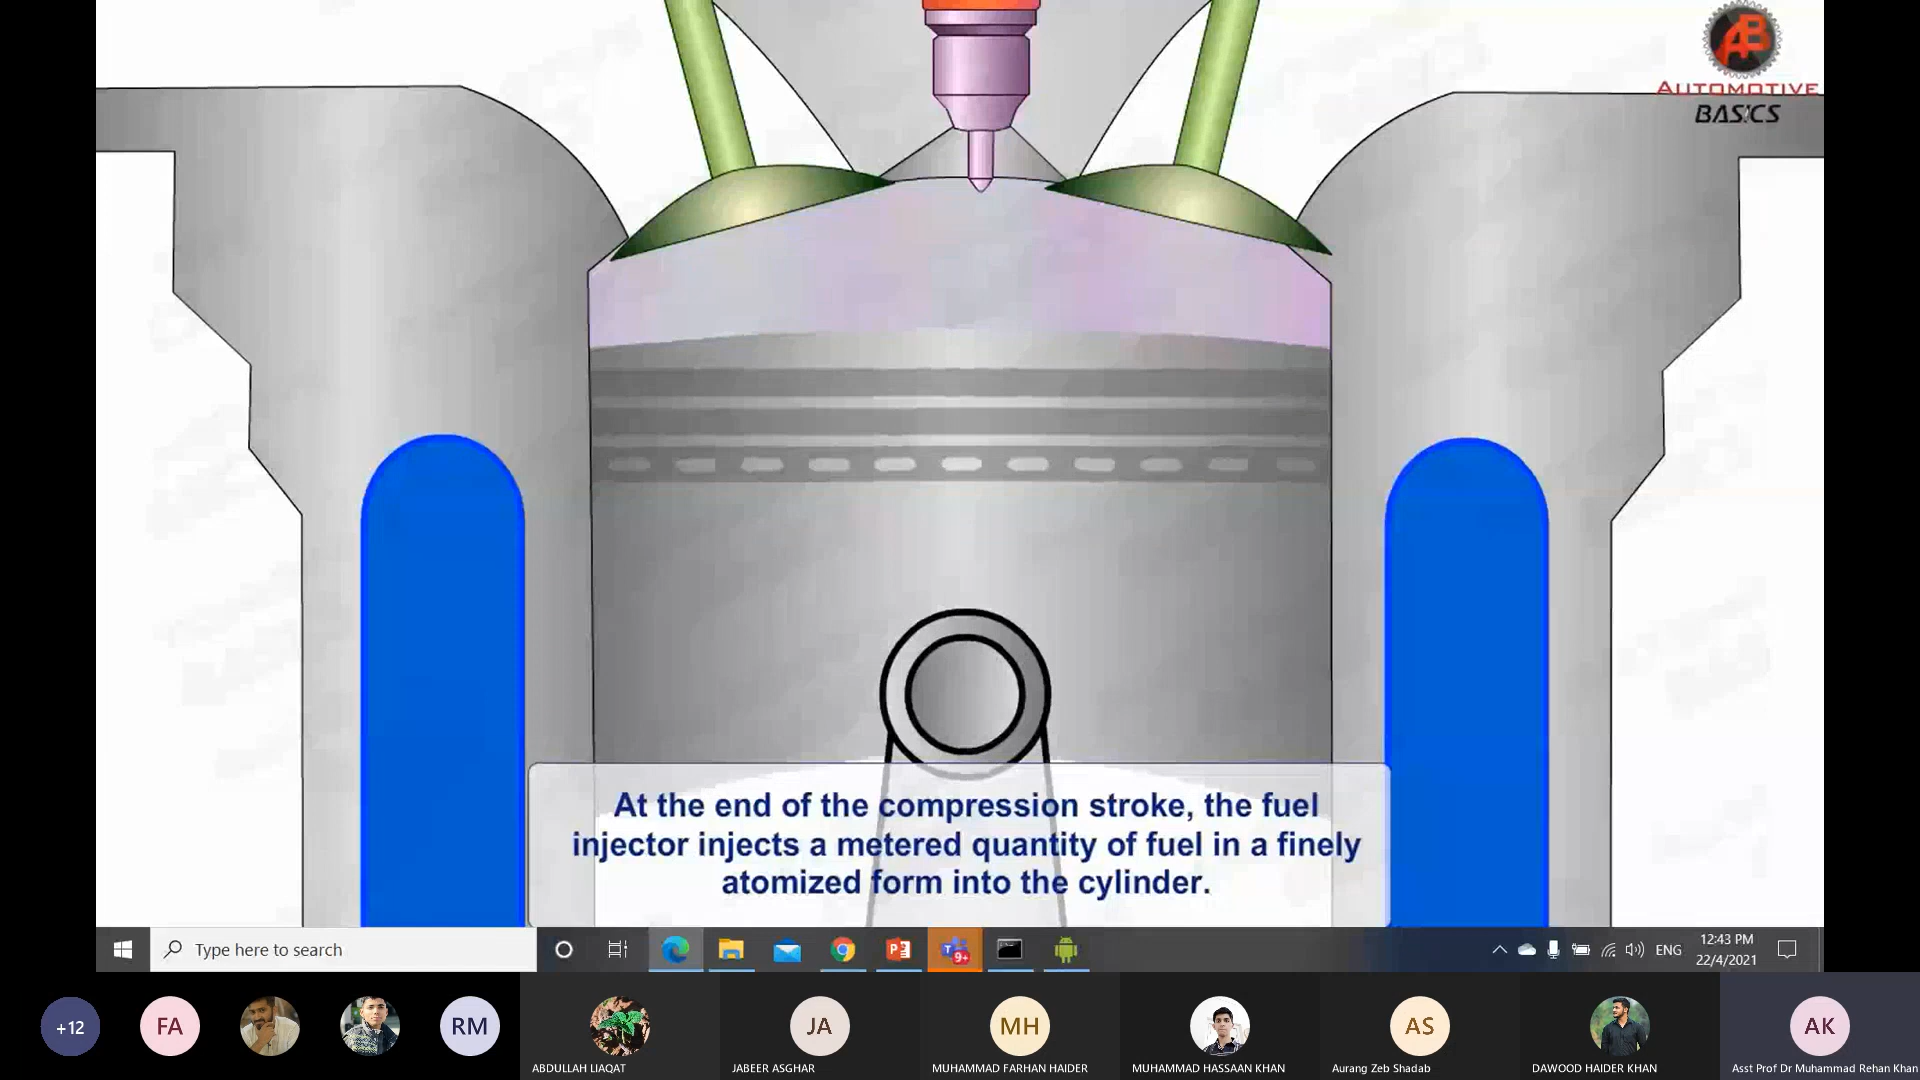 AB
AUTOMOTIVE
BASICS
At the end of the compression stroke, the fuel
injector injects a metered quantity of fuel in a finely
atomized form into the cylinder.
Type here to search
9+
ENG
12:43 PM
22/4/2021
+12
FA
RM
JA
MH
AS
AK
ABDULLAH LIAQAT
JABEER ASGHAR
MUHAMMAD FARHAN HAIDER
MUHAMMAD HASSAAN KHAN
Aurang Zeb Shadab
DAWOOD HAIDER KHAN
Asst Prof Dr Muhammad Rehan Khan